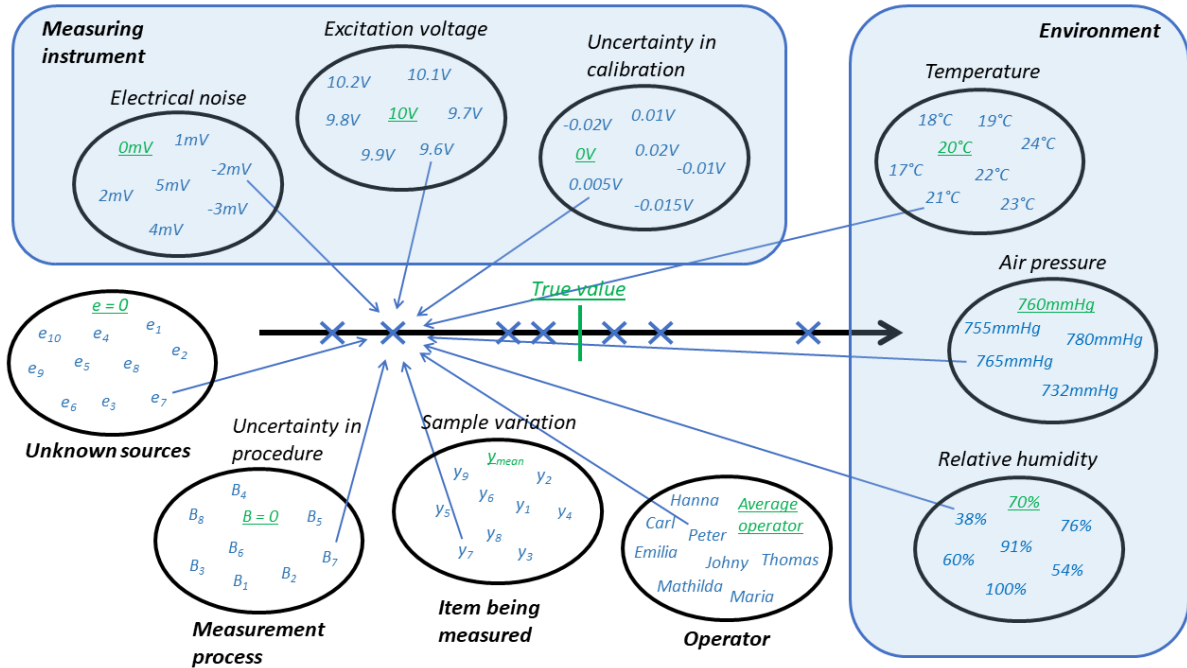 Measuring
instrument
Electrical noise
0mV
1mV
-2mV
5mV
2mV
-3mV
4mV
Excitation voltage
10.2V
10.1V
9.8V
10V
9.7V
9.9V
9.6V
Uncertainty in
calibration
-0.02V
0.01V
0V
0.02V
-0.01V
0.005V
-0.015V
Environment
Temperature
18°C
19°C
20°C
24°C
17°C
22°C
21°C
23°C
Air pressure
760mmHg
755mmHg
780mmHg
765mmHg
732mmHg
Relative humidity
70%
38%
76%
91%
60%
54%
100%
True value
e = 0
e10
e4
e1
e2
e9
e5
e8
e6
e3
e7
Unknown sources
Uncertainty in
procedure
B4
B8
B = 0
B5
B6
B7
B3
B1
B2
Measurement
process
Sample variation
ymean
y9
y2
y6
y5
y1
y4
y8
y7
y3
Item being
measured
Hanna
Average
operator
Carl
Peter
Emilia
Johny
Thomas
Mathilda
Maria
Operator